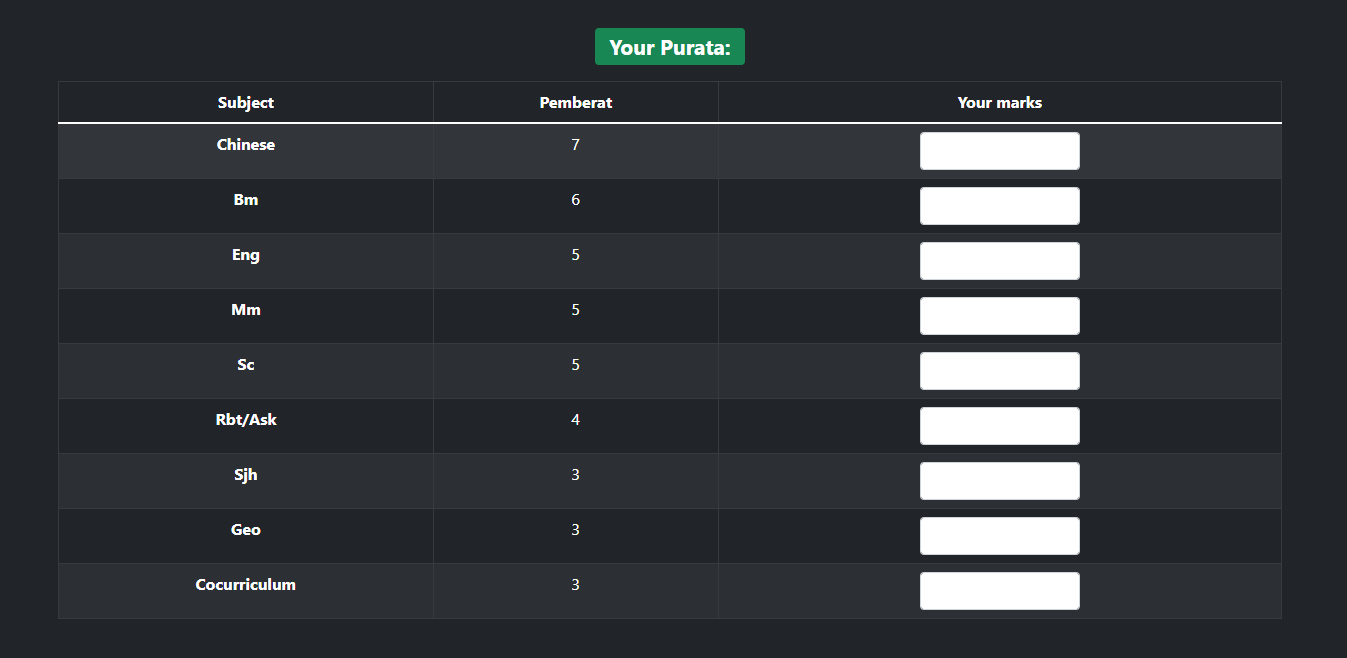 Your Purata:
Subject Pemberat Your marks
Chinese 7
Bm 6
Eng 5
Mm 5
Sc 5
Rbt/Ask 4
Sjh 3
Geo 3
Cocurriculum 3